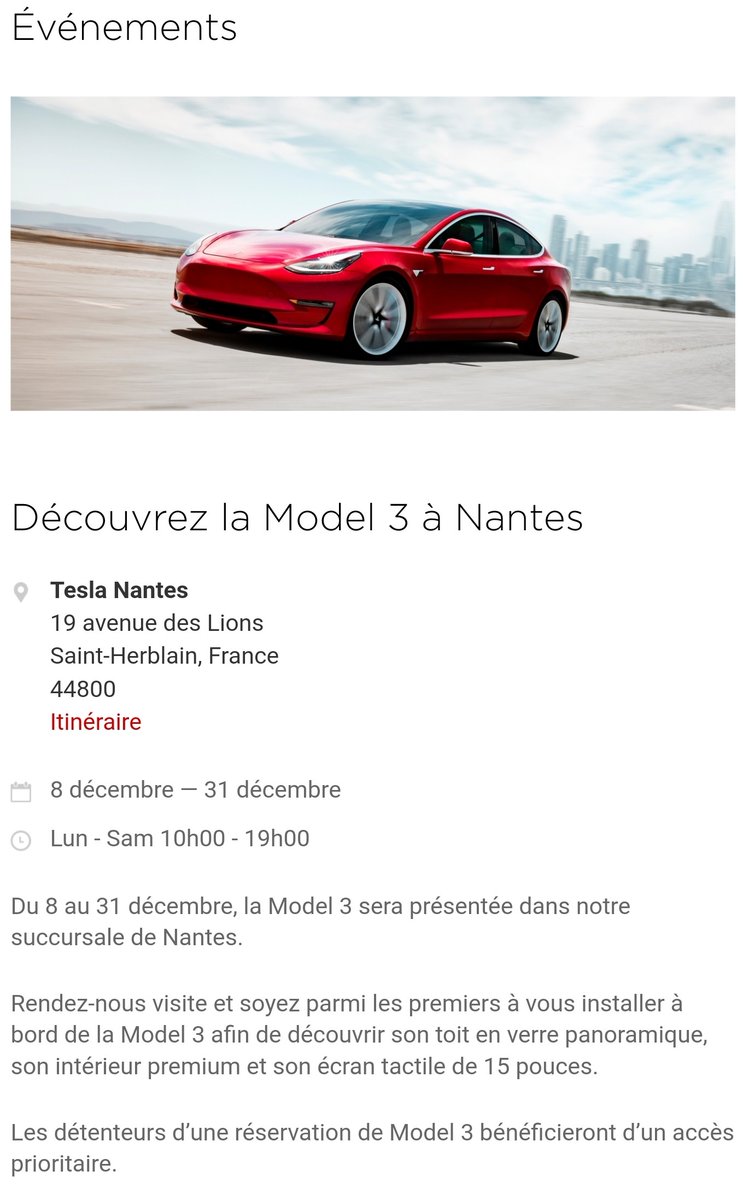 Événements
Découvrez la Model 3 à Nantes
Tesla Nantes
19 avenue des Lions
Saint-Herblain, France
44800
Itinéraire
8 décembre — 31 décembre
Lun - Sam 10h00 - 19h00
Du 8 au 31 décembre, la Model 3 sera présentée dans notre
succursale de Nantes.
Rendez-nous visite et soyez parmi les premiers à vous installer à
bord de la Model 3 afin de découvrir son toit en verre panoramique,
son intérieur premium et son écran tactile de 15 pouces.
Les détenteurs d’une réservation de Model 3 bénéficieront d’un accès
prioritaire.